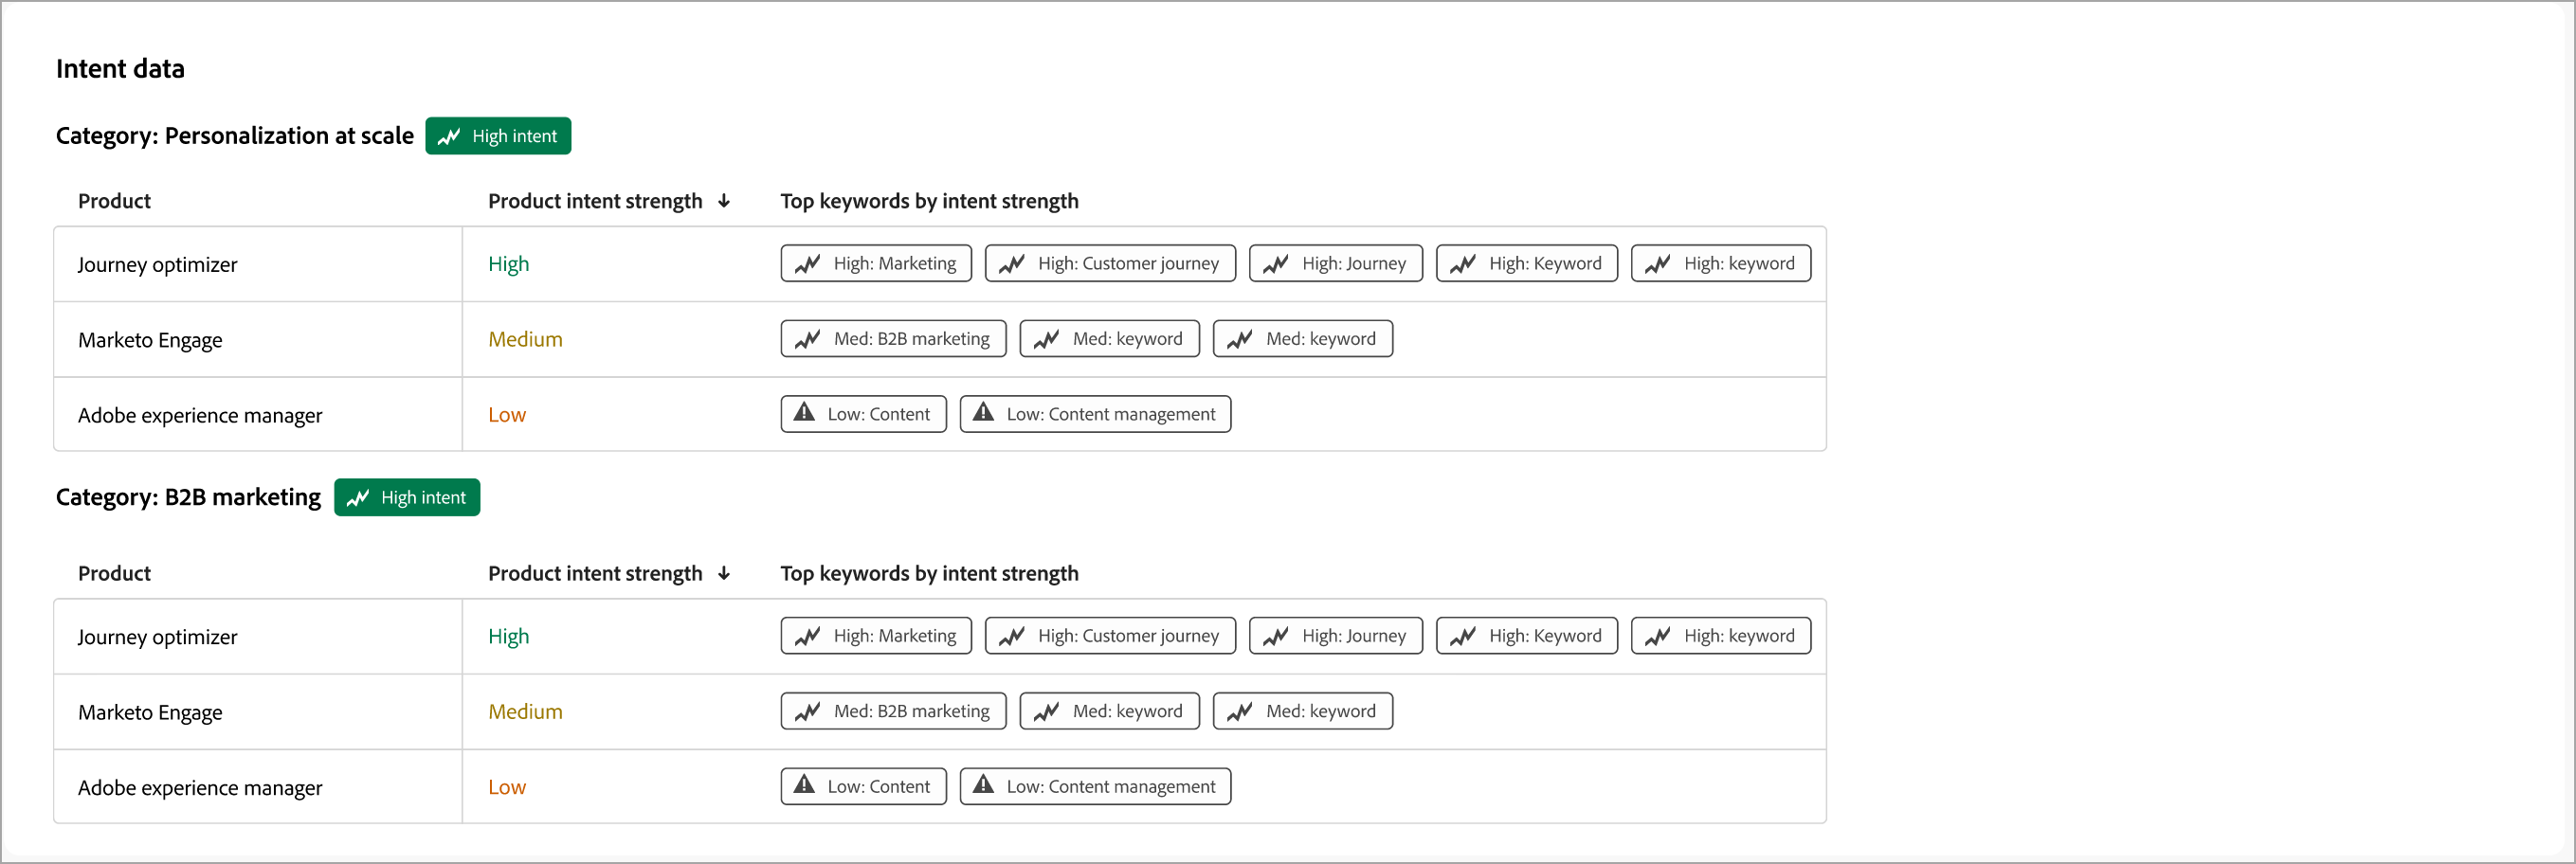 Intent data
Category: Personalization at scale High intent
Product Product intent strength ↓ Top keywords by intent strength
Journey optimizer High High: Marketing High: Customer journey High: Journey High: Keyword High: keyword
Marketo Engage Medium Med: B2B marketing Med: keyword Med: keyword
Adobe experience manager Low Low: Content Low: Content management
Category: B2B marketing High intent
Product Product intent strength ↓ Top keywords by intent strength
Journey optimizer High High: Marketing High: Customer journey High: Journey High: Keyword High: keyword
Marketo Engage Medium Med: B2B marketing Med: keyword Med: keyword
Adobe experience manager Low Low: Content Low: Content management